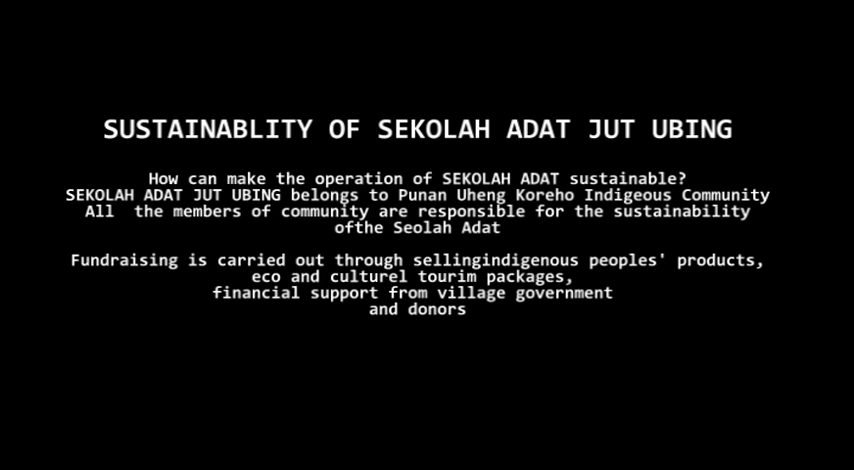 SUSTAINABLITY OF SEKOLAH ADAT JUT UBING
How can make the operation of SEKOLAH ADAT sustainable?
SEKOLAH ADAT JUT UBING belongs to Punan Uheng Koreho Indigeous Community
All  the members of community are responsible for the sustainability
ofthe Seolah Adat
Fundraising is carried out through sellingindigenous peoples' products,
eco and culturel tourim packages,
financial support from village government
and donors